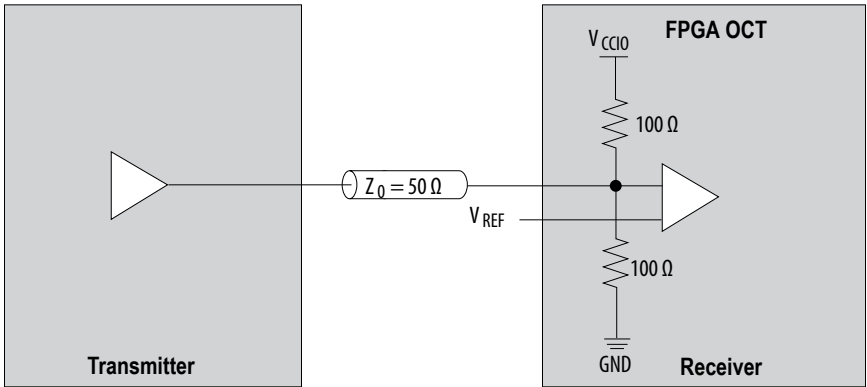 FPGA OCT
V CCIO
100 Ω
Z 0 = 50 Ω
V REF
100 Ω
GND
Transmitter
Receiver